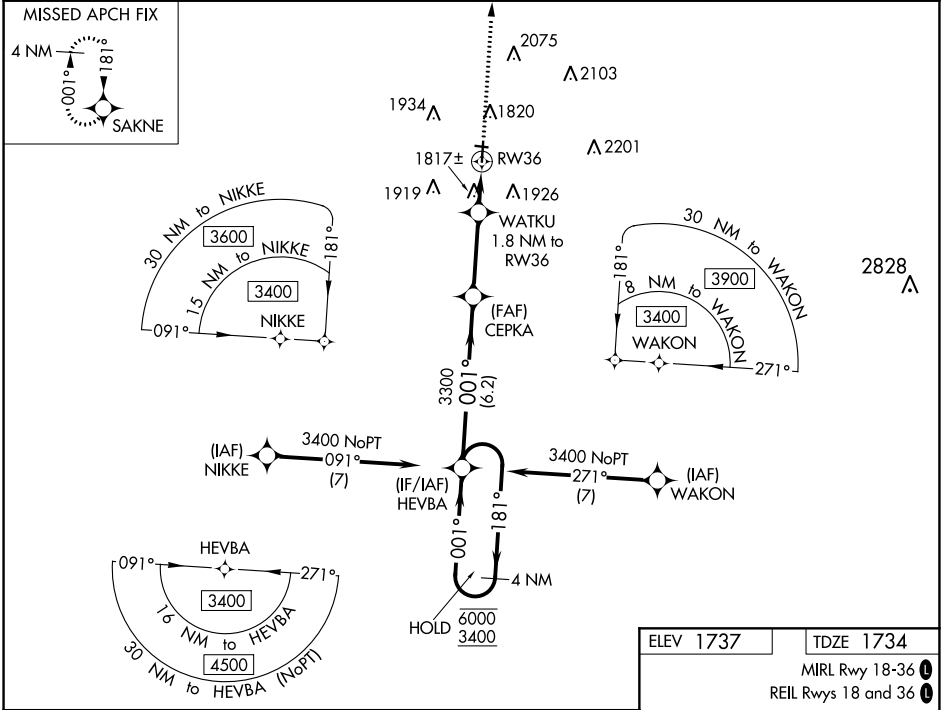 MISSED APCH FIX
4 NM
001°
181°
SAKNE
2075
2103
1934
1820
2201
1817±
RW36
1919
1926
WATKU
1.8 NM to
RW36
30 NM to NIKKE
3600
15 NM to NIKKE
3400
181°
NIKKE
091°
30 NM to WAKON
3900
8 NM to WAKON
3400
181°
WAKON
271°
2828
(FAF)
CEPKA
3300
001°
(6.2)
(IAF)
NIKKE
3400 NoPT
091°
(7)
(IF/IAF)
HEVBA
3400 NoPT
271°
(7)
(IAF)
WAKON
001°
181°
4 NM
HOLD
6000
3400
HEVBA
091°
271°
3400
16 NM to HEVBA
4500
30 NM to HEVBA (NoPT)
ELEV 1737
TDZE 1734
MIRL Rwy 18-36 L
REIL Rwys 18 and 36 L